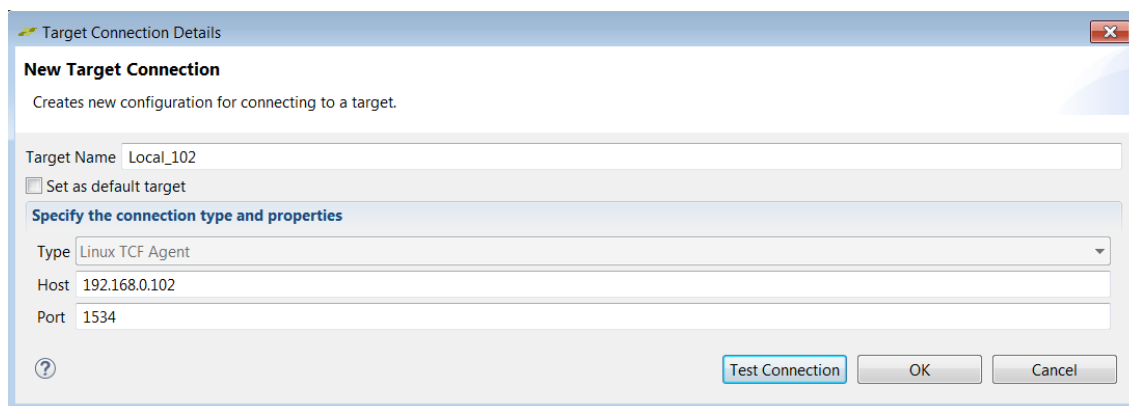 Target Connection Details
New Target Connection
Creates new configuration for connecting to a target.
Target Name Local_102
Set as default target
Specify the connection type and properties
Type Linux TCF Agent
Host 192.168.0.102
Port 1534
? Test Connection OK Cancel